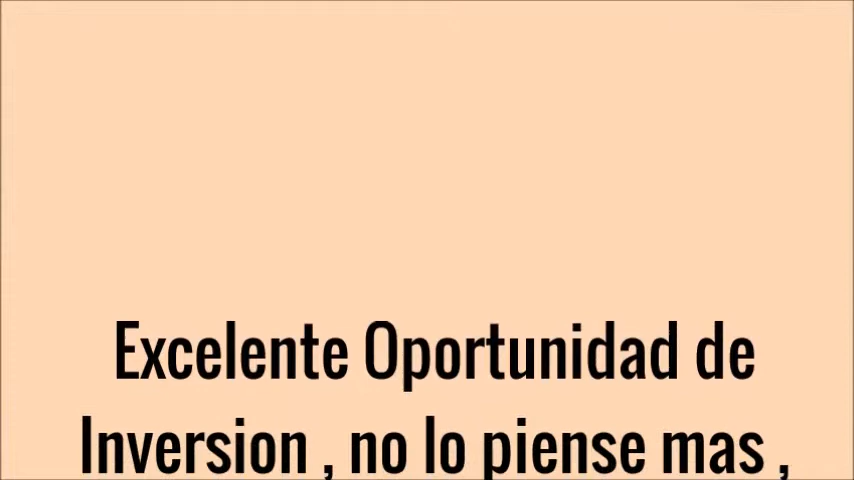 Excelente Oportunidad de
Inversion , no lo piense mas ,